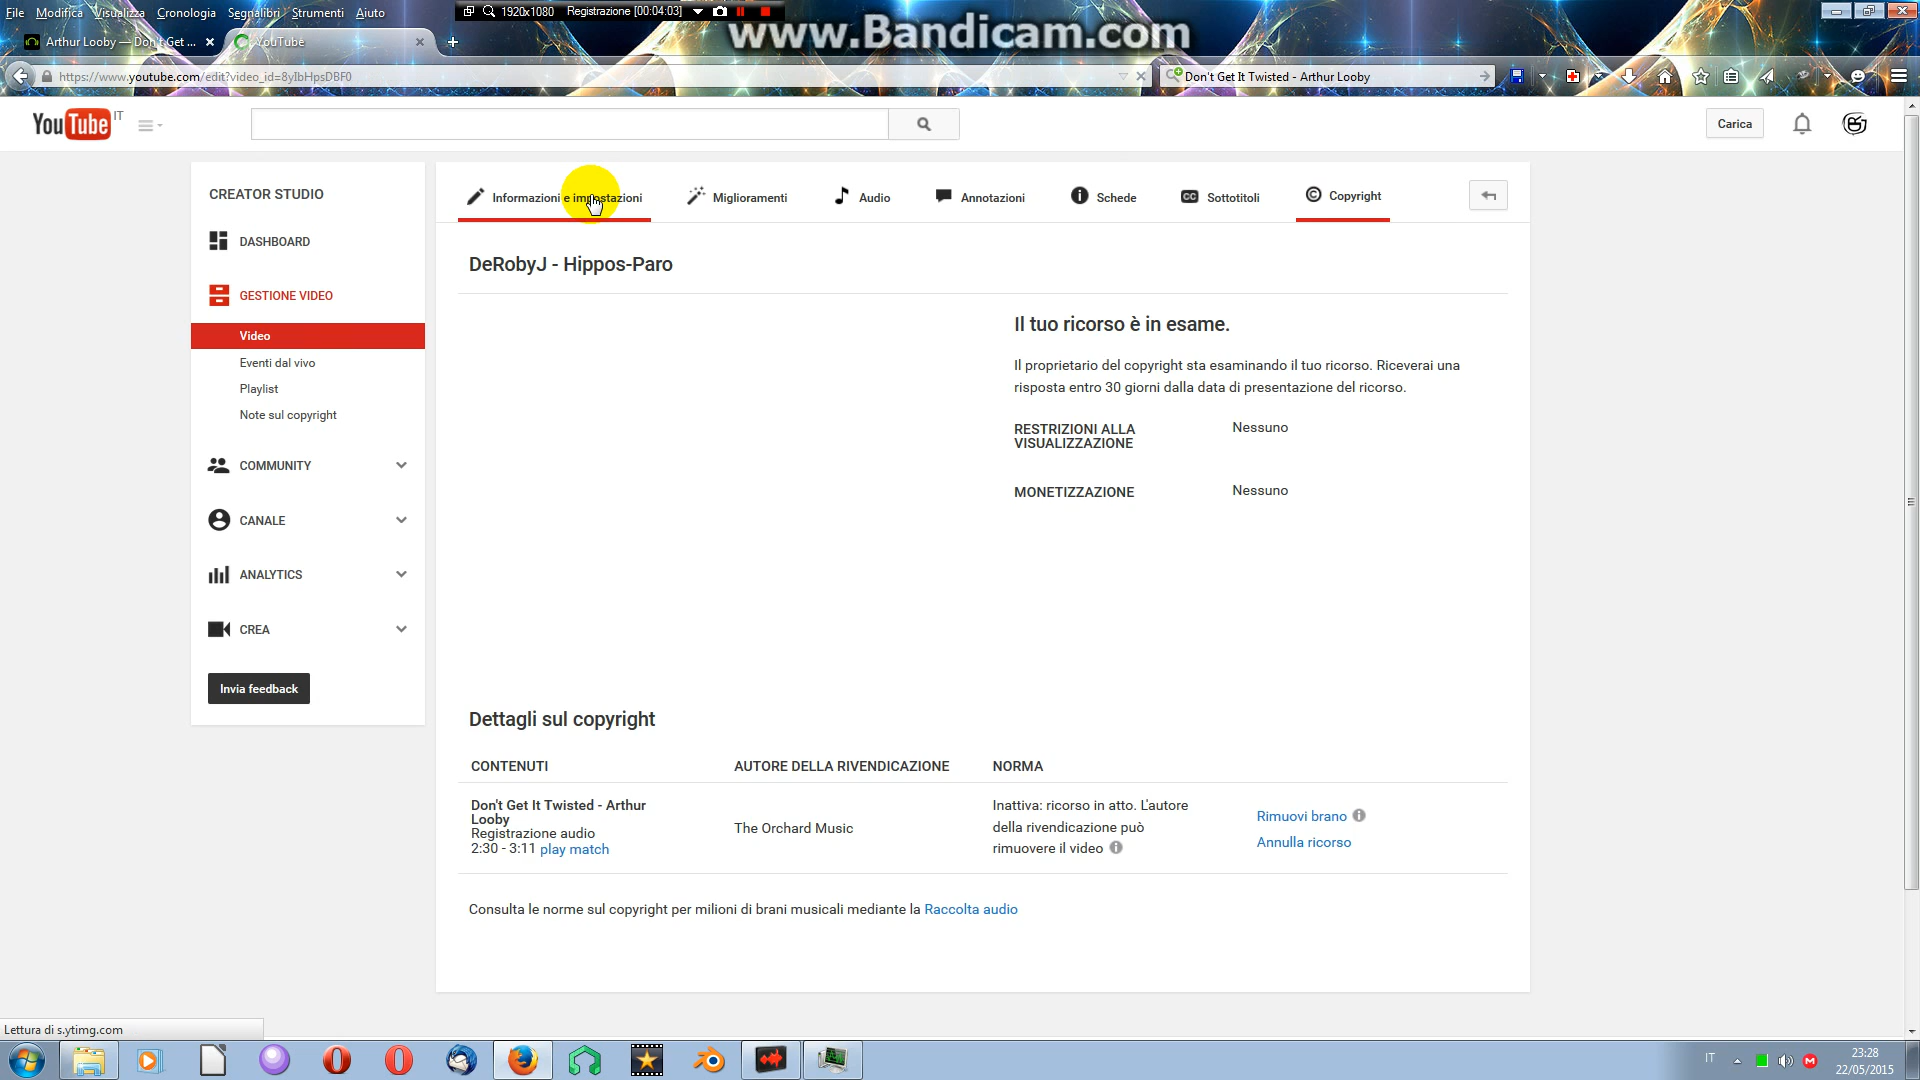 File Modifica Visualizza Cronologia Segnalibri Strumenti Aiuto
1920x1080 Registrazione [00:04:03]
www.Bandicam.com
Arthur Looby — Don't Get ...
YouTube
https://www.youtube.com/edit?video_id=8yIbHpsDBF0
Don't Get It Twisted - Arthur Looby
YouTube IT
Carica
CREATOR STUDIO
DASHBOARD
GESTIONE VIDEO
Video
Eventi dal vivo
Playlist
Note sul copyright
COMMUNITY
CANALE
ANALYTICS
CREA
Invia feedback
Informazioni e impostazioni
Miglioramenti
Audio
Annotazioni
Schede
CC Sottotitoli
© Copyright
DeRobyJ - Hippos-Paro
Il tuo ricorso è in esame.
Il proprietario del copyright sta esaminando il tuo ricorso. Riceverai una
risposta entro 30 giorni dalla data di presentazione del ricorso.
RESTRIZIONI ALLA
VISUALIZZAZIONE
Nessuno
MONETIZZAZIONE
Nessuno
Dettagli sul copyright
CONTENUTI
AUTORE DELLA RIVENDICAZIONE
NORMA
Don't Get It Twisted - Arthur
Looby
Registrazione audio
2:30 - 3:11 play match
The Orchard Music
Inattiva: ricorso in atto. L'autore
della rivendicazione può
rimuovere il video
Rimuovi brano
Annulla ricorso
Consulta le norme sul copyright per milioni di brani musicali mediante la Raccolta audio
Lettura di s.ytimg.com
IT
23:28
22/05/2015